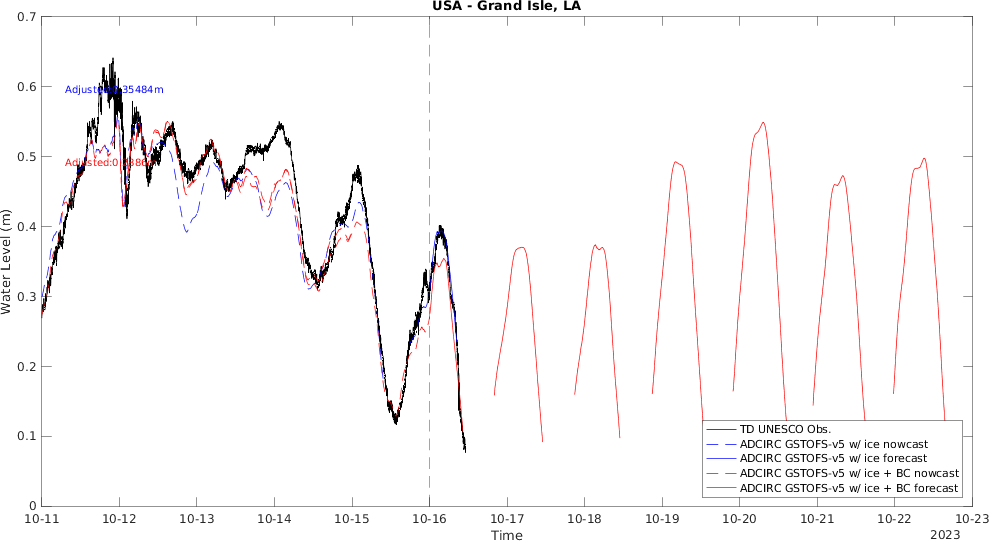 USA - Grand Isle, LA
0.7
0.6
0.5
0.4
0.3
0.2
0.1
0
Water Level (m)
Adjusted:0.35484m
TD UNESCO Obs.
ADCIRC GSTOFS-v5 w/ ice nowcast
ADCIRC GSTOFS-v5 w/ ice forecast
ADCIRC GSTOFS-v5 w/ ice + BC nowcast
ADCIRC GSTOFS-v5 w/ ice + BC forecast
10-11 10-12 10-13 10-14 10-15 10-16 10-17 10-18 10-19 10-20 10-21 10-22 10-23
Time
2023